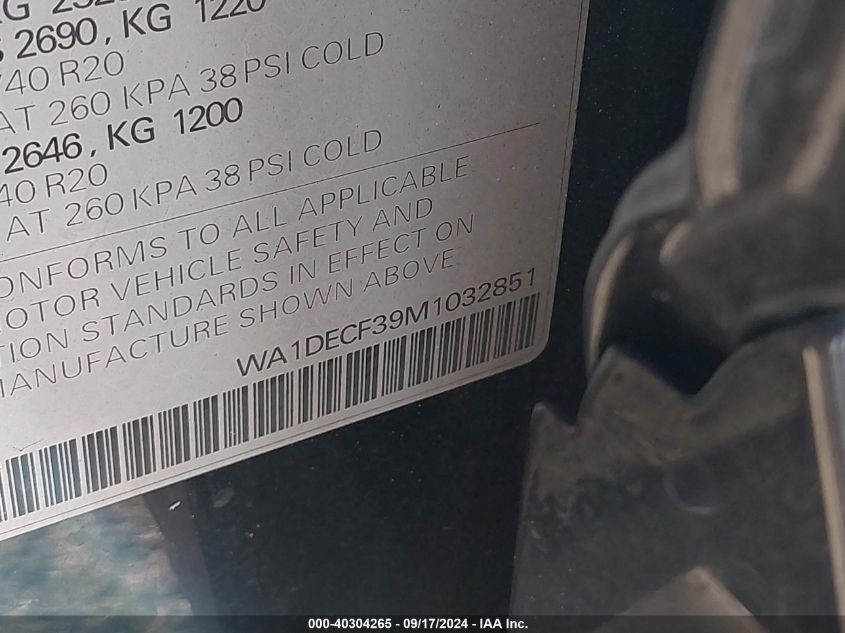 KG
2690, KG 1220
40 R20
AT 260 KPA 38 PSI COLD
2646, KG 1200
40 R20
AT 260 KPA 38 PSI COLD
ONFORMS TO ALL APPLICABLE
OTOR VEHICLE SAFETY AND
TION STANDARDS IN EFFECT ON
MANUFACTURE SHOWN ABOVE
WA1DECF39M1032851
000-40304265 - 09/17/2024 - IAA Inc.